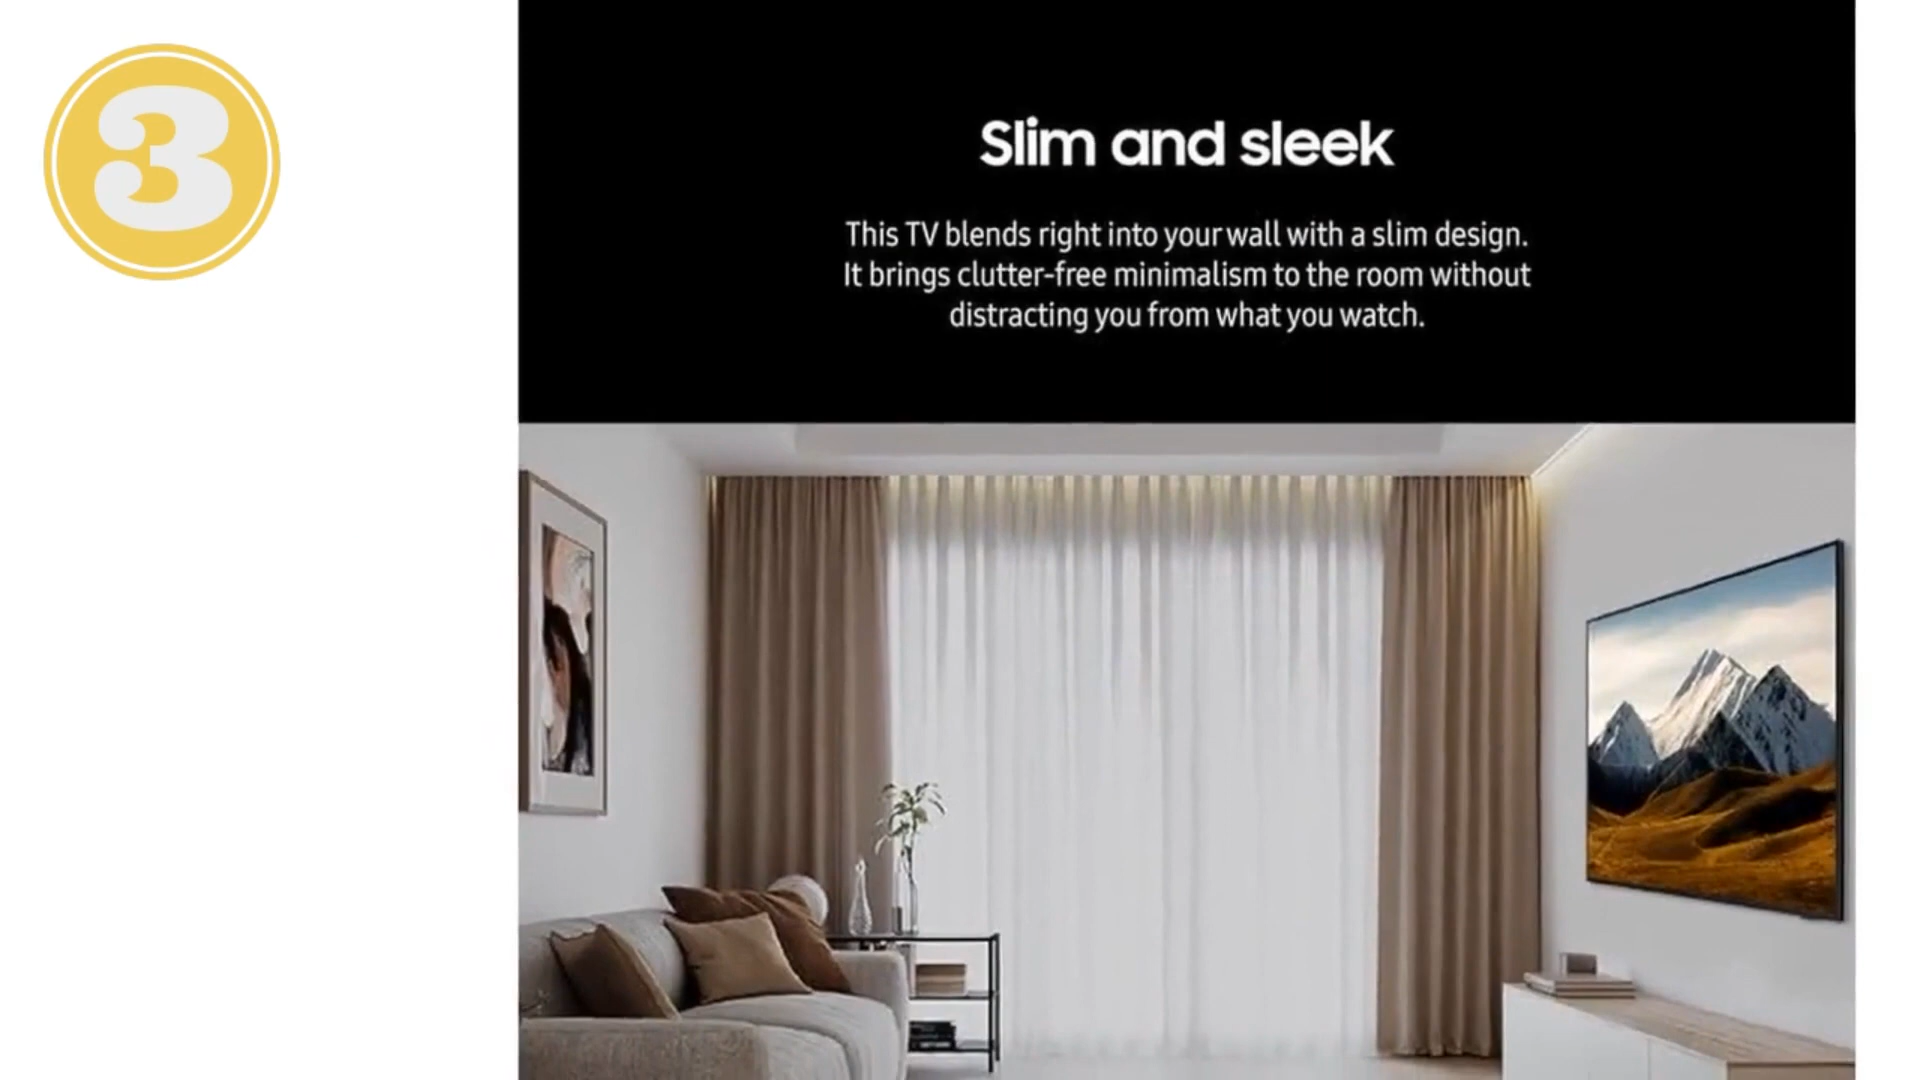 3
Slim and sleek
This TV blends right into your wall with a slim design.
It brings clutter-free minimalism to the room without
distracting you from what you watch.